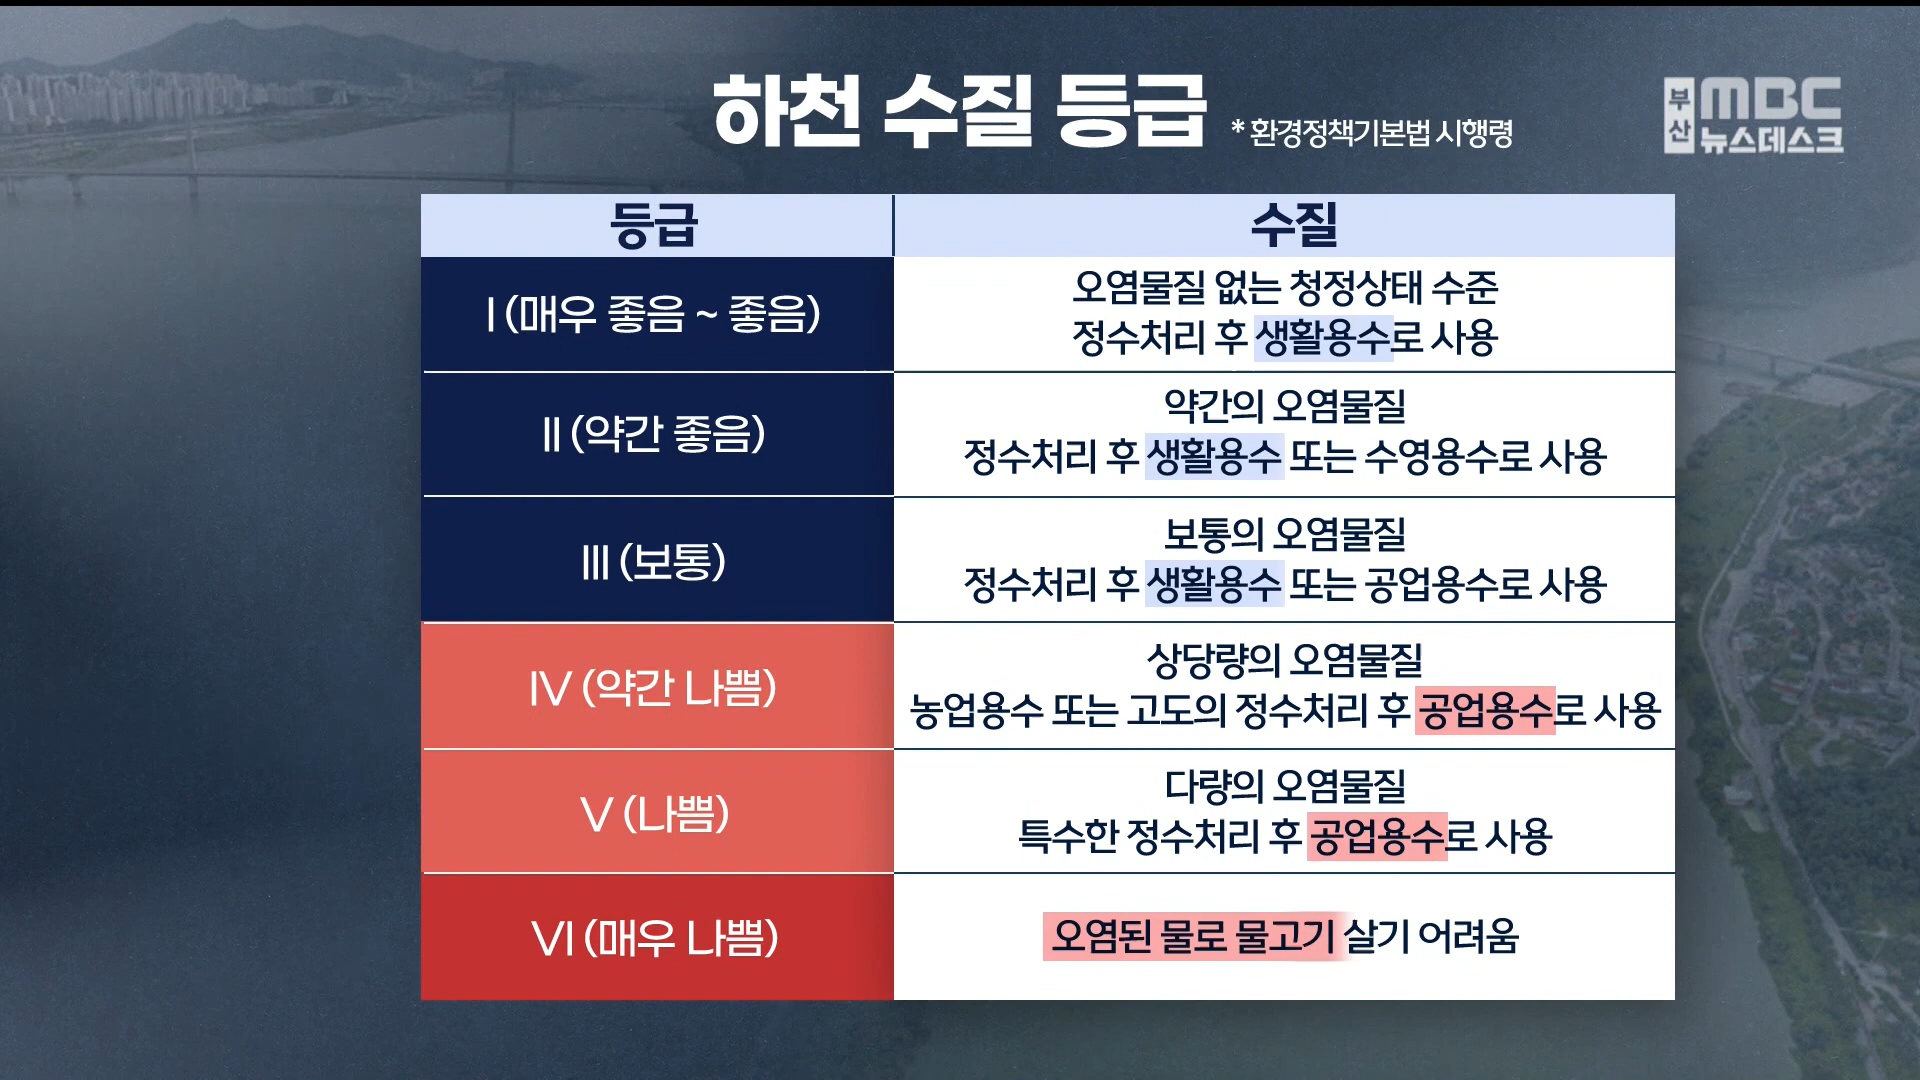 하천 수질 등급 * 환경정책기본법 시행령
부산 MBC 뉴스데스크
등급 수질
I (매우 좋음 ~ 좋음)
오염물질 없는 청정상태 수준
정수처리 후 생활용수로 사용
II (약간 좋음)
약간의 오염물질
정수처리 후 생활용수 또는 수영용수로 사용
III (보통)
보통의 오염물질
정수처리 후 생활용수 또는 공업용수로 사용
IV (약간 나쁨)
상당량의 오염물질
농업용수 또는 고도의 정수처리 후 공업용수로 사용
V (나쁨)
다량의 오염물질
특수한 정수처리 후 공업용수로 사용
VI (매우 나쁨)
오염된 물로 물고기 살기 어려움